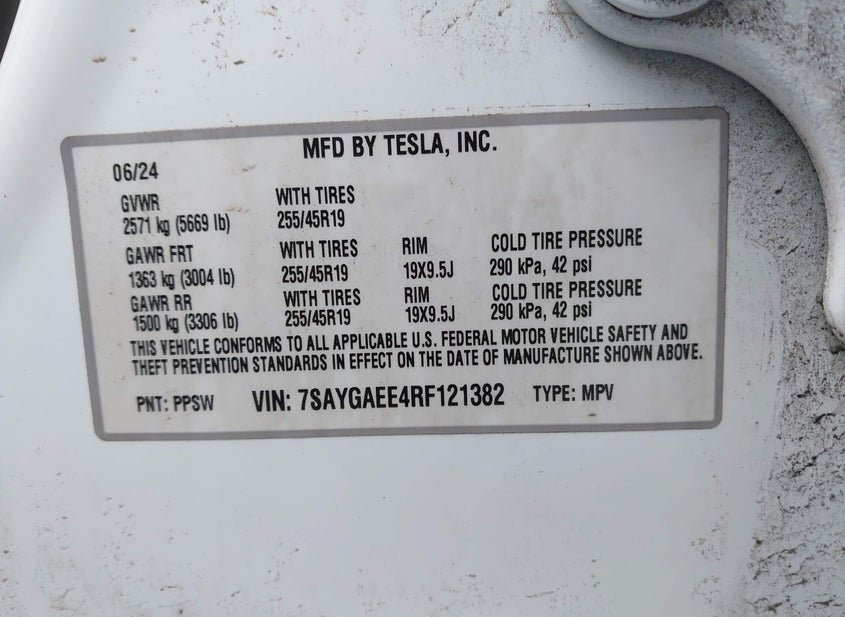 MFD BY TESLA, INC.
06/24
GVWR WITH TIRES
2571 kg (5669 lb) 255/45R19
GAWR FRT WITH TIRES RIM COLD TIRE PRESSURE
1363 kg (3004 lb) 255/45R19 19X9.5J 290 kPa, 42 psi
GAWR RR WITH TIRES RIM COLD TIRE PRESSURE
1500 kg (3306 lb) 255/45R19 19X9.5J 290 kPa, 42 psi
THIS VEHICLE CONFORMS TO ALL APPLICABLE U.S. FEDERAL MOTOR VEHICLE SAFETY AND
THEFT PREVENTION STANDARDS IN EFFECT ON THE DATE OF MANUFACTURE SHOWN ABOVE.
PNT: PPSW VIN: 7SAYGAEE4RF121382 TYPE: MPV